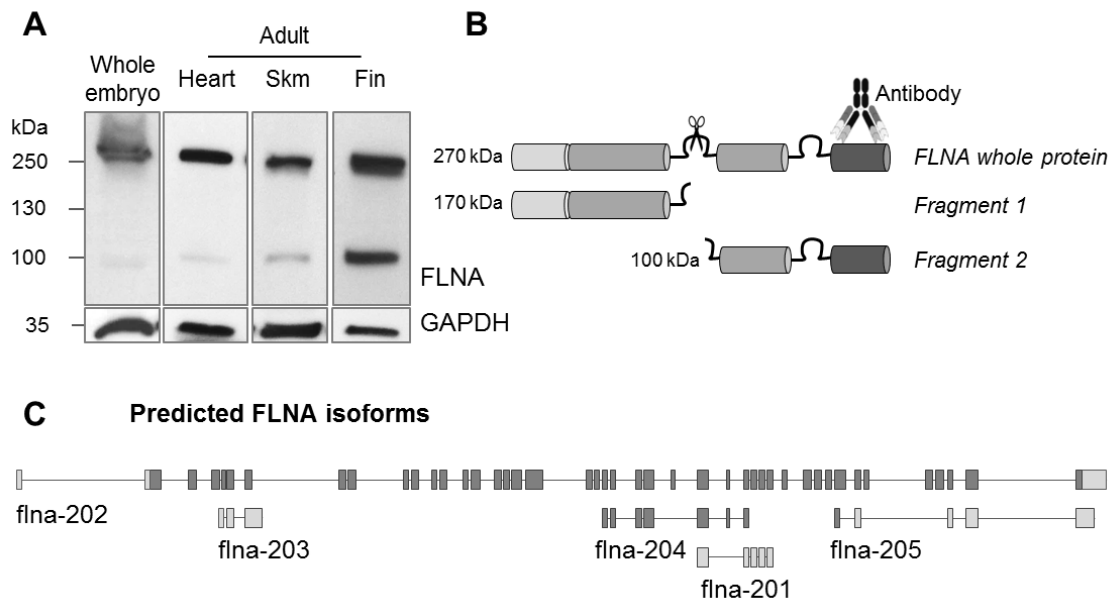 A
Adult
Whole
embryo
Heart
Skm
Fin
kDa
250
130
100
FLNA
35
GAPDH
B
Antibody
270 kDa
FLNA whole protein
170 kDa
Fragment 1
100 kDa
Fragment 2
C
Predicted FLNA isoforms
flna-202
flna-203
flna-204
flna-205
flna-201